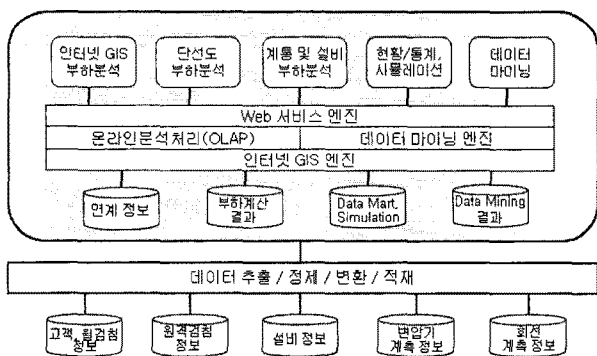 인터넷 GIS
부하분석
단선도
부하분석
계통 및 설비
부하분석
현황/통계,
시뮬레이션
데이터
마이닝
Web 서비스 엔진
온라인분석처리(OLAP)
데이터 마이닝 엔진
인터넷 GIS 엔진
연계 정보
부하계산
결과
Data Mart,
Simulation
Data Mining
결과
데이터 추출 / 정제 / 변환 / 적재
고객, 월검침
정보
원격검침
정보
설비 정보
변압기
계측 정보
회선
계측 정보